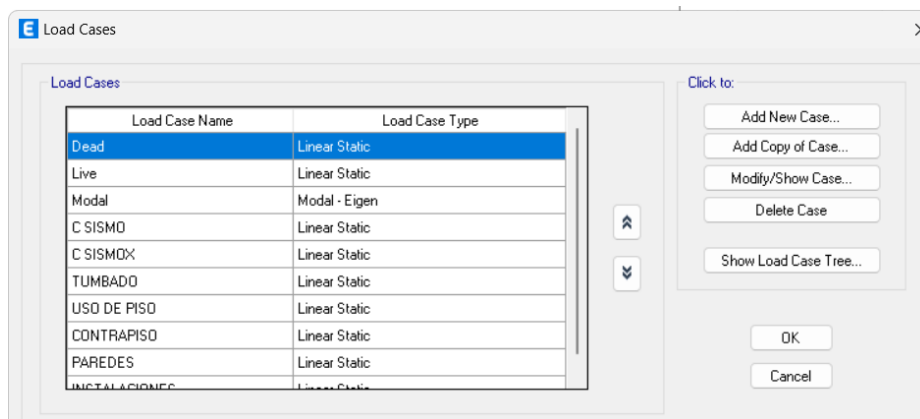 E Load Cases
Load Cases
Load Case Name Load Case Type
Dead Linear Static
Live Linear Static
Modal Modal - Eigen
C SISMO Linear Static
C SISMOX Linear Static
TUMBADO Linear Static
USO DE PISO Linear Static
CONTRAPISO Linear Static
PAREDES Linear Static
INSTALACIONES Linear Static
Click to:
Add New Case...
Add Copy of Case...
Modify/Show Case...
Delete Case
Show Load Case Tree...
OK
Cancel